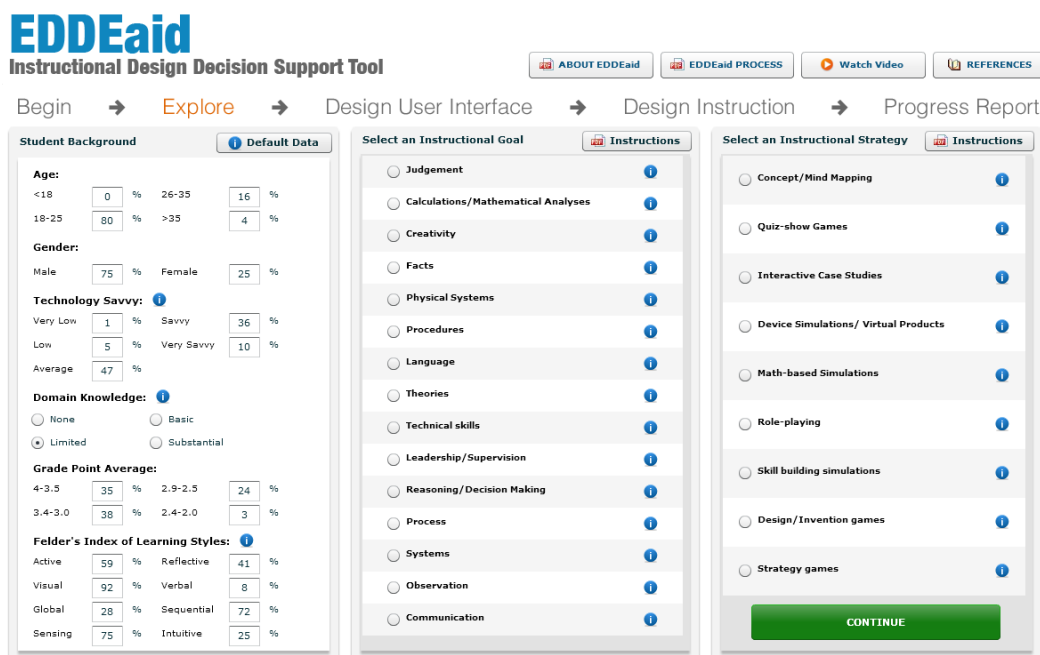 EDDEaid
Instructional Design Decision Support Tool
ABOUT EDDEaid
EDDEaid PROCESS
Watch Video
REFERENCES
Begin → Explore → Design User Interface → Design Instruction → Progress Report
Student Background
Default Data
Age:
<18 0 % 26-35 16 %
18-25 80 % >35 4 %
Gender:
Male 75 % Female 25 %
Technology Savvy:
Very Low 1 % Savvy 36 %
Low 5 % Very Savvy 10 %
Average 47 %
Domain Knowledge:
None Basic
Limited Substantial
Grade Point Average:
4-3.5 35 % 2.9-2.5 24 %
3.4-3.0 38 % 2.4-2.0 3 %
Felder's Index of Learning Styles:
Active 59 % Reflective 41 %
Visual 92 % Verbal 8 %
Global 28 % Sequential 72 %
Sensing 75 % Intuitive 25 %
Select an Instructional Goal
Instructions
Judgement
Calculations/Mathematical Analyses
Creativity
Facts
Physical Systems
Procedures
Language
Theories
Technical skills
Leadership/Supervision
Reasoning/Decision Making
Process
Systems
Observation
Communication
Select an Instructional Strategy
Instructions
Concept/Mind Mapping
Quiz-show Games
Interactive Case Studies
Device Simulations/ Virtual Products
Math-based Simulations
Role-playing
Skill building simulations
Design/Invention games
Strategy games
CONTINUE